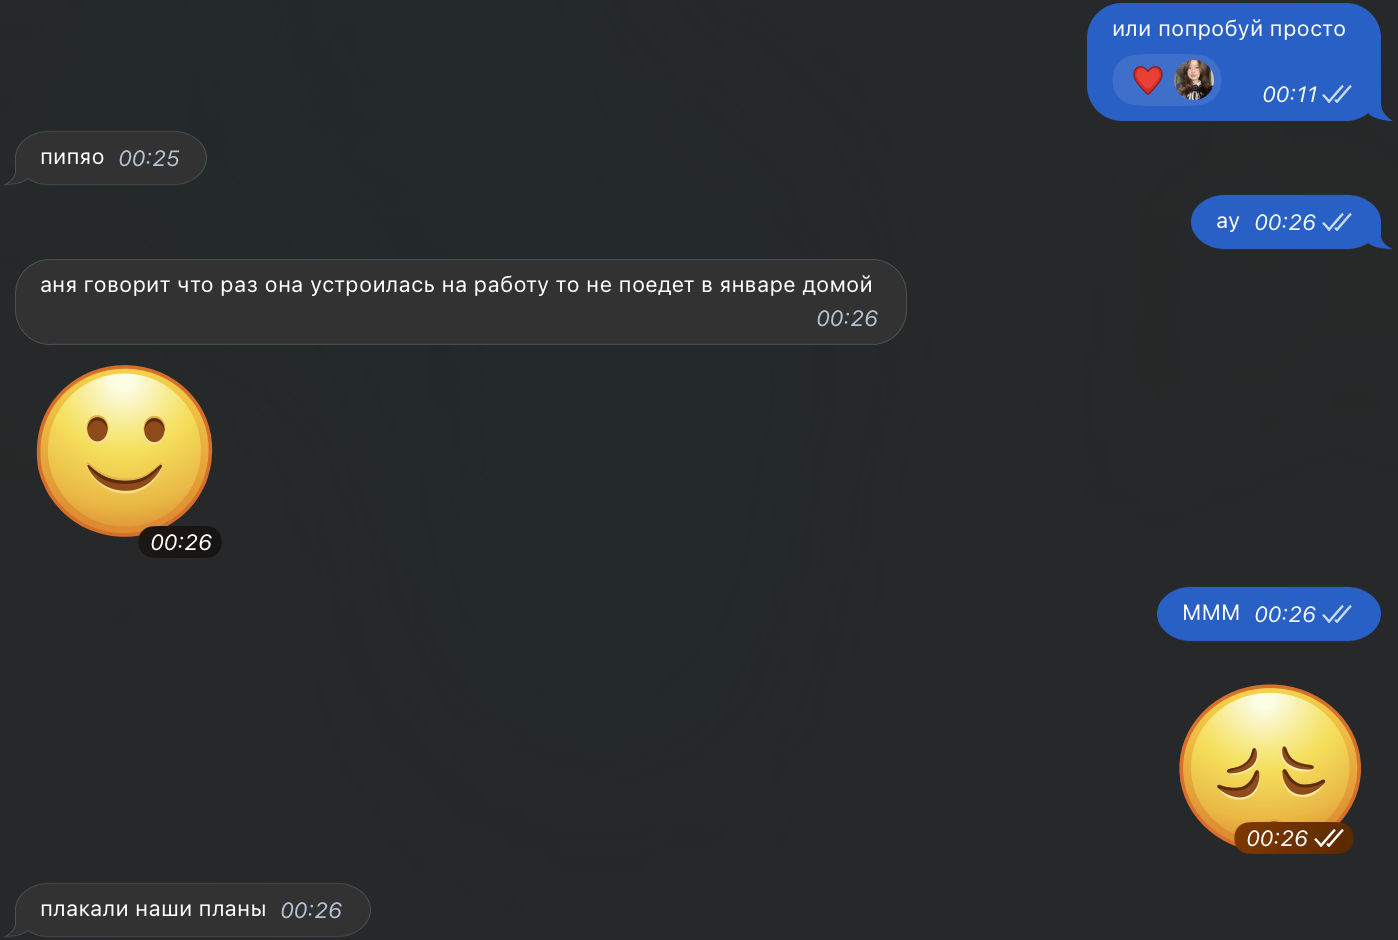 или попробуй просто
00:11
пипяо 00:25
ау 00:26
аня говорит что раз она устроилась на работу то не поедет в январе домой
00:26
00:26
МММ 00:26
00:26
плакали наши планы 00:26